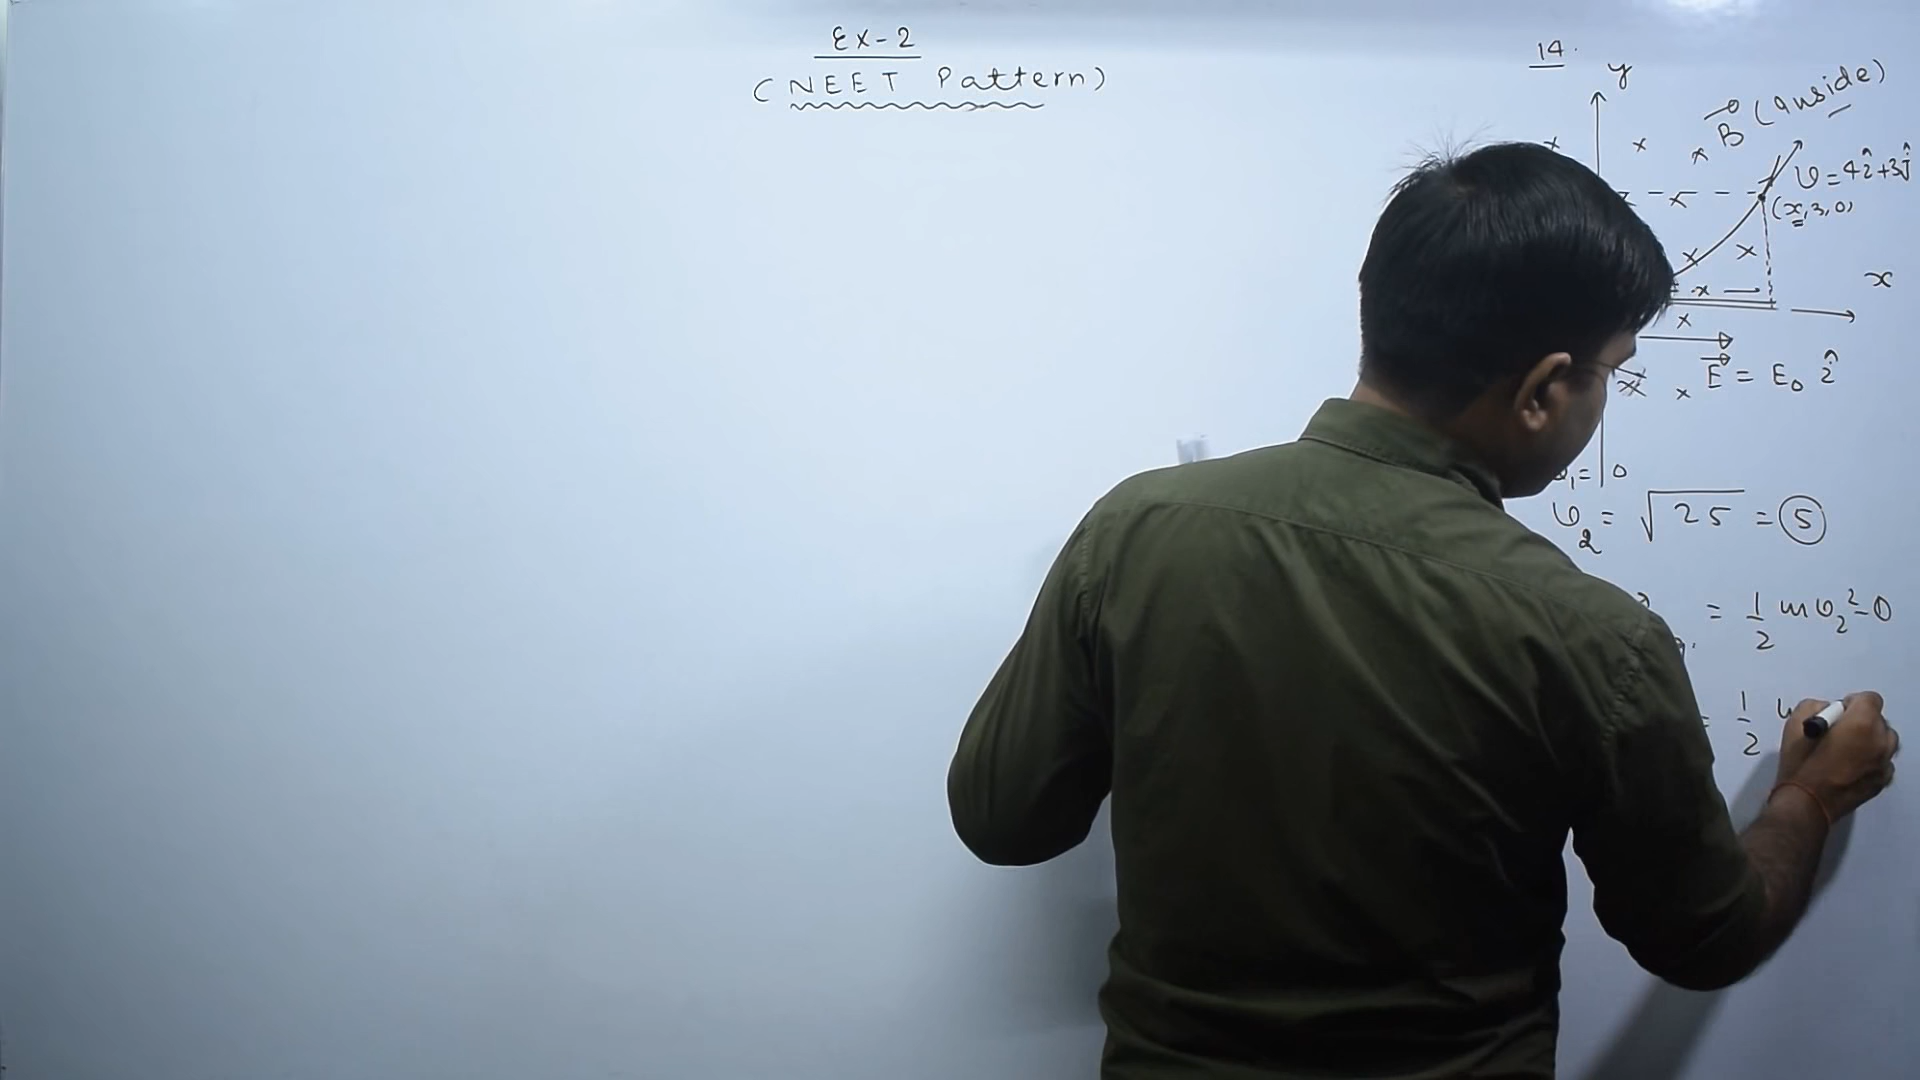 Ex-2
(NEET Pattern)
14.
y
B (inside)
v = 4î+3ĵ
(x, 3, 0)
x
x
E = E₀ î
₁ = 0
v₂ = √25 = 5
= 1/2 mv₂² - 0
= 1/2 m